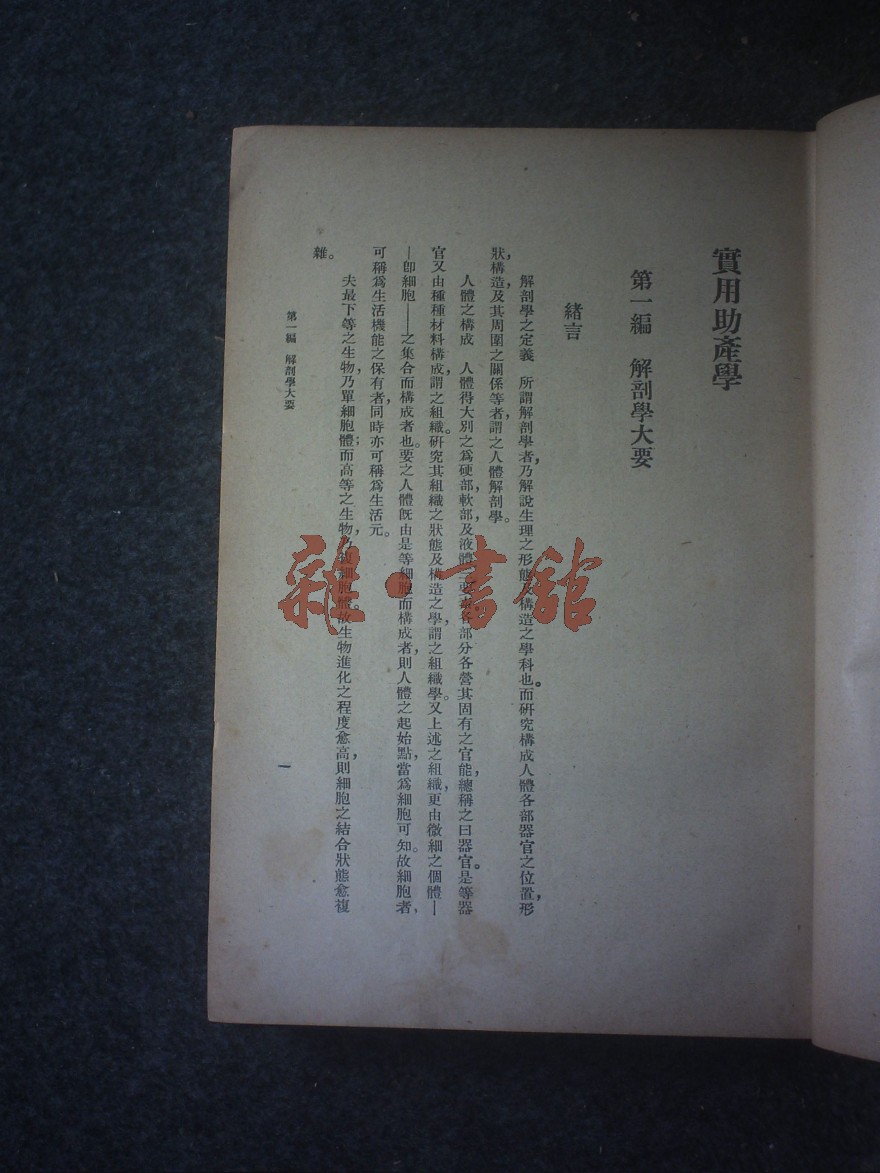 實用助產學
第一編　解剖學大要
緒言
解剖學之定義　所謂解剖學者，乃解說生理之形態及構造之學科也。而研究構成人體各部器官之位置，形
狀，構造，及其周圍之關係等者，謂之人體解剖學。
人體之構成　人體得大別之爲硬部，軟部，及液體三要素。各部分各營其固有之官能，總稱之曰器官。是等器
官又由種種材料構成，謂之組織。研究其組織之狀態及構造之學，謂之組織學。又上述之組織，更由微細之個體—
—卽細胞——之集合而構成者也。要之人體旣由是等細胞而構成者，則人體之起始點，當爲細胞可知。故細胞者，
可稱爲生活機能之保有者，同時亦可稱爲生活元。
夫最下等之生物，乃單細胞體；而高等之生物，乃複細胞體。故生物進化之程度愈高，則細胞之結合狀態愈複
雜。
第一編　解剖學大要
一
雜·書館